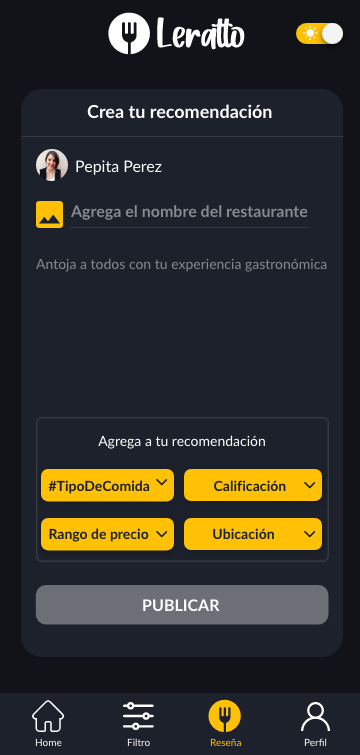 Leratto
Crea tu recomendación
Pepita Perez
Agrega el nombre del restaurante
Antoja a todos con tu experiencia gastronómica
Agrega a tu recomendación
#TipoDeComida Calificación
Rango de precio Ubicación
PUBLICAR
Home Filtro Reseña Perfil